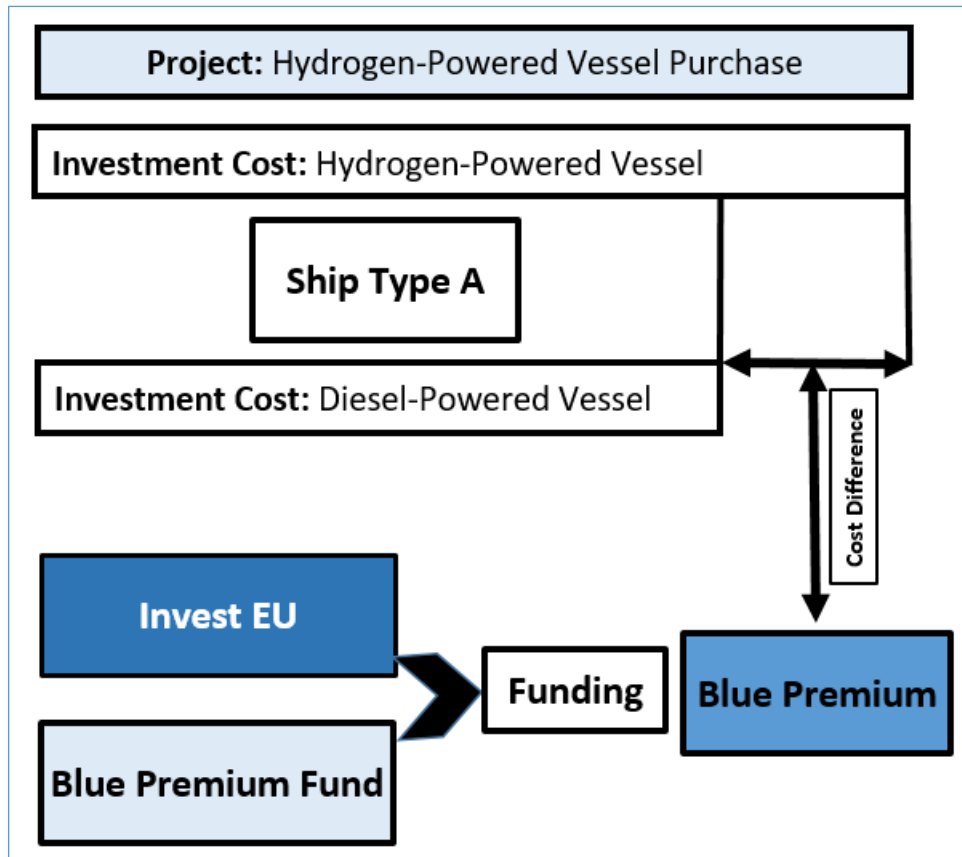 Project: Hydrogen-Powered Vessel Purchase
Investment Cost: Hydrogen-Powered Vessel
Ship Type A
Investment Cost: Diesel-Powered Vessel
Cost Difference
Invest EU
Funding
Blue Premium
Blue Premium Fund